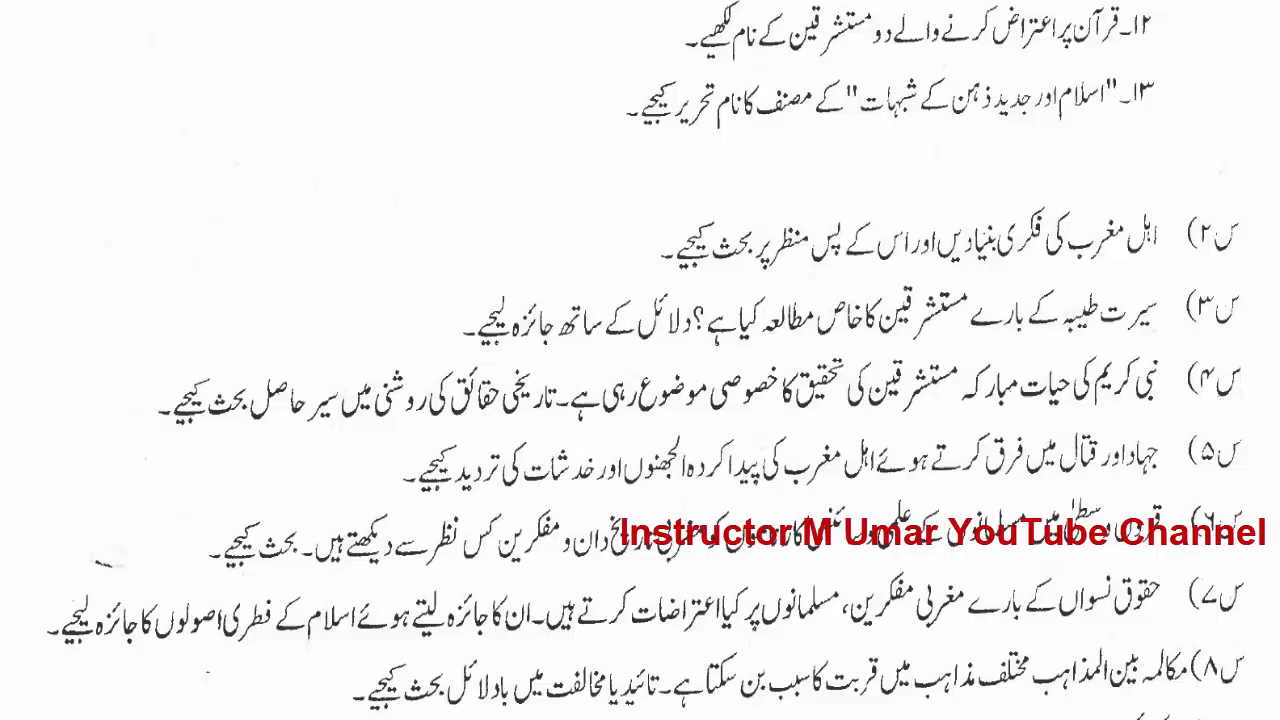 ۱۲۔ قرآن پر اعتراض کرنے والے دو مستشرقین کے نام لکھیے۔
۱۳۔ "اسلام اور جدید ذہن کے شبہات" کے مصنف کا نام تحریر کیجیے۔
س۲) اہل مغرب کی فکری بنیادیں اور اس کے پس منظر پر بحث کیجیے۔
س۳) سیرت طیبہ کے بارے مستشرقین کا خاص مطالعہ کیا ہے؟ دلائل کے ساتھ جائزہ لیجیے۔
س۴) نبی کریم کی حیات مبارکہ مستشرقین کی تحقیق کا خصوصی موضوع رہی ہے۔ تاریخی حقائق کی روشنی میں سیر حاصل بحث کیجیے۔
س۵) جہاد اور قتال میں فرق کرتے ہوئے اہل مغرب کی پیدا کردہ الجھنوں اور خدشات کی تردید کیجیے۔
س۶) قرون وسطیٰ میں مسلمانوں کے علمی و دان و مفکرین کس نظر سے دیکھتے ہیں۔ بحث کیجیے۔
Instructor M Umar YouTube Channel
س۷) حقوق نسواں کے بارے مغربی مفکرین، مسلمانوں پر کیا اعتراضات کرتے ہیں۔ ان کا جائزہ لیتے ہوئے اسلام کے فطری اصولوں کا جائزہ لیجیے۔
س۸) مکالمہ بین المذاہب مختلف مذاہب میں قربت کا سبب بن سکتا ہے۔ تائید یا مخالفت میں بادلائل بحث کیجیے۔